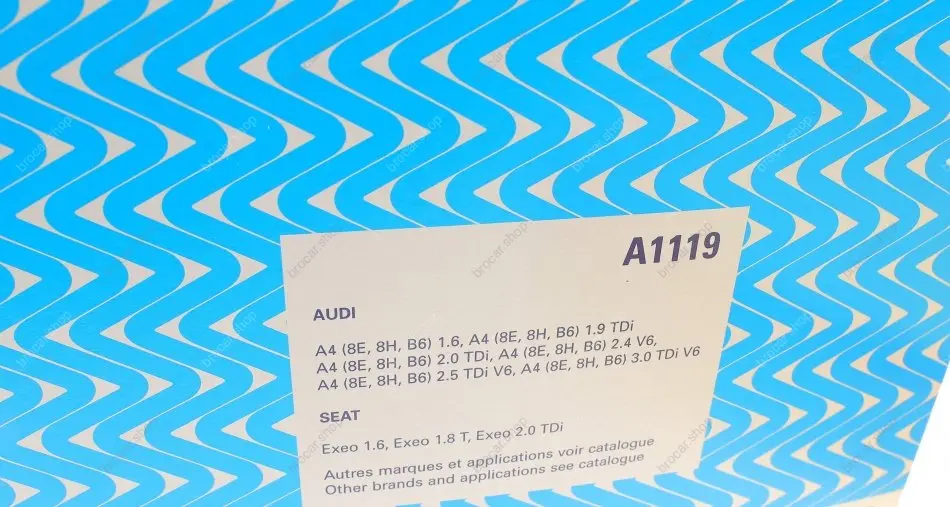 A1119
AUDI
A4 (8E, 8H, B6) 1.6, A4 (8E, 8H, B6) 1.9 TDi
A4 (8E, 8H, B6) 2.0 TDi, A4 (8E, 8H, B6) 2.4 V6,
A4 (8E, 8H, B6) 2.5 TDi V6, A4 (8E, 8H, B6) 3.0 TDi V6
SEAT
Exeo 1.6, Exeo 1.8 T, Exeo 2.0 TDi
Autres marques et applications voir catalogue
Other brands and applications see catalogue
brocar.shop